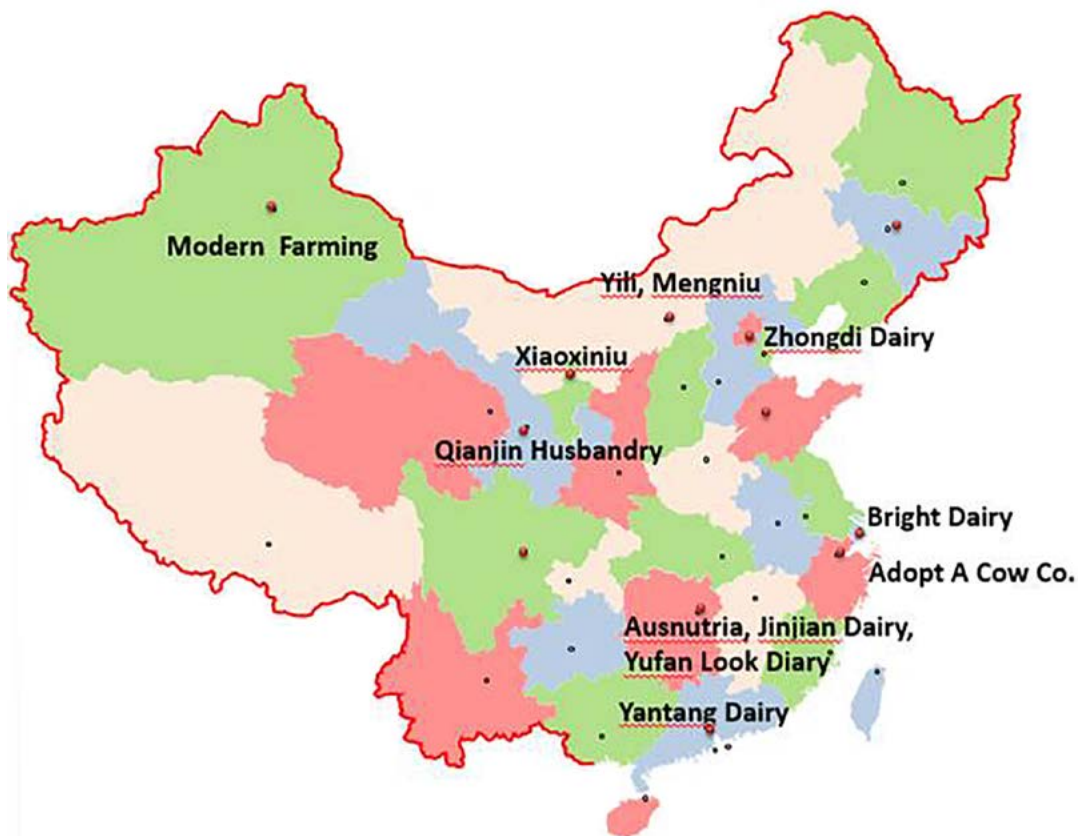 Modern Farming
Yili, Mengniu
Zhongdi Dairy
Xiaoxiniu
Qianjin Husbandry
Bright Dairy
Adopt A Cow Co.
Ausnutria, Jinjian Dairy,
Yufan Look Diary
Yantang Dairy